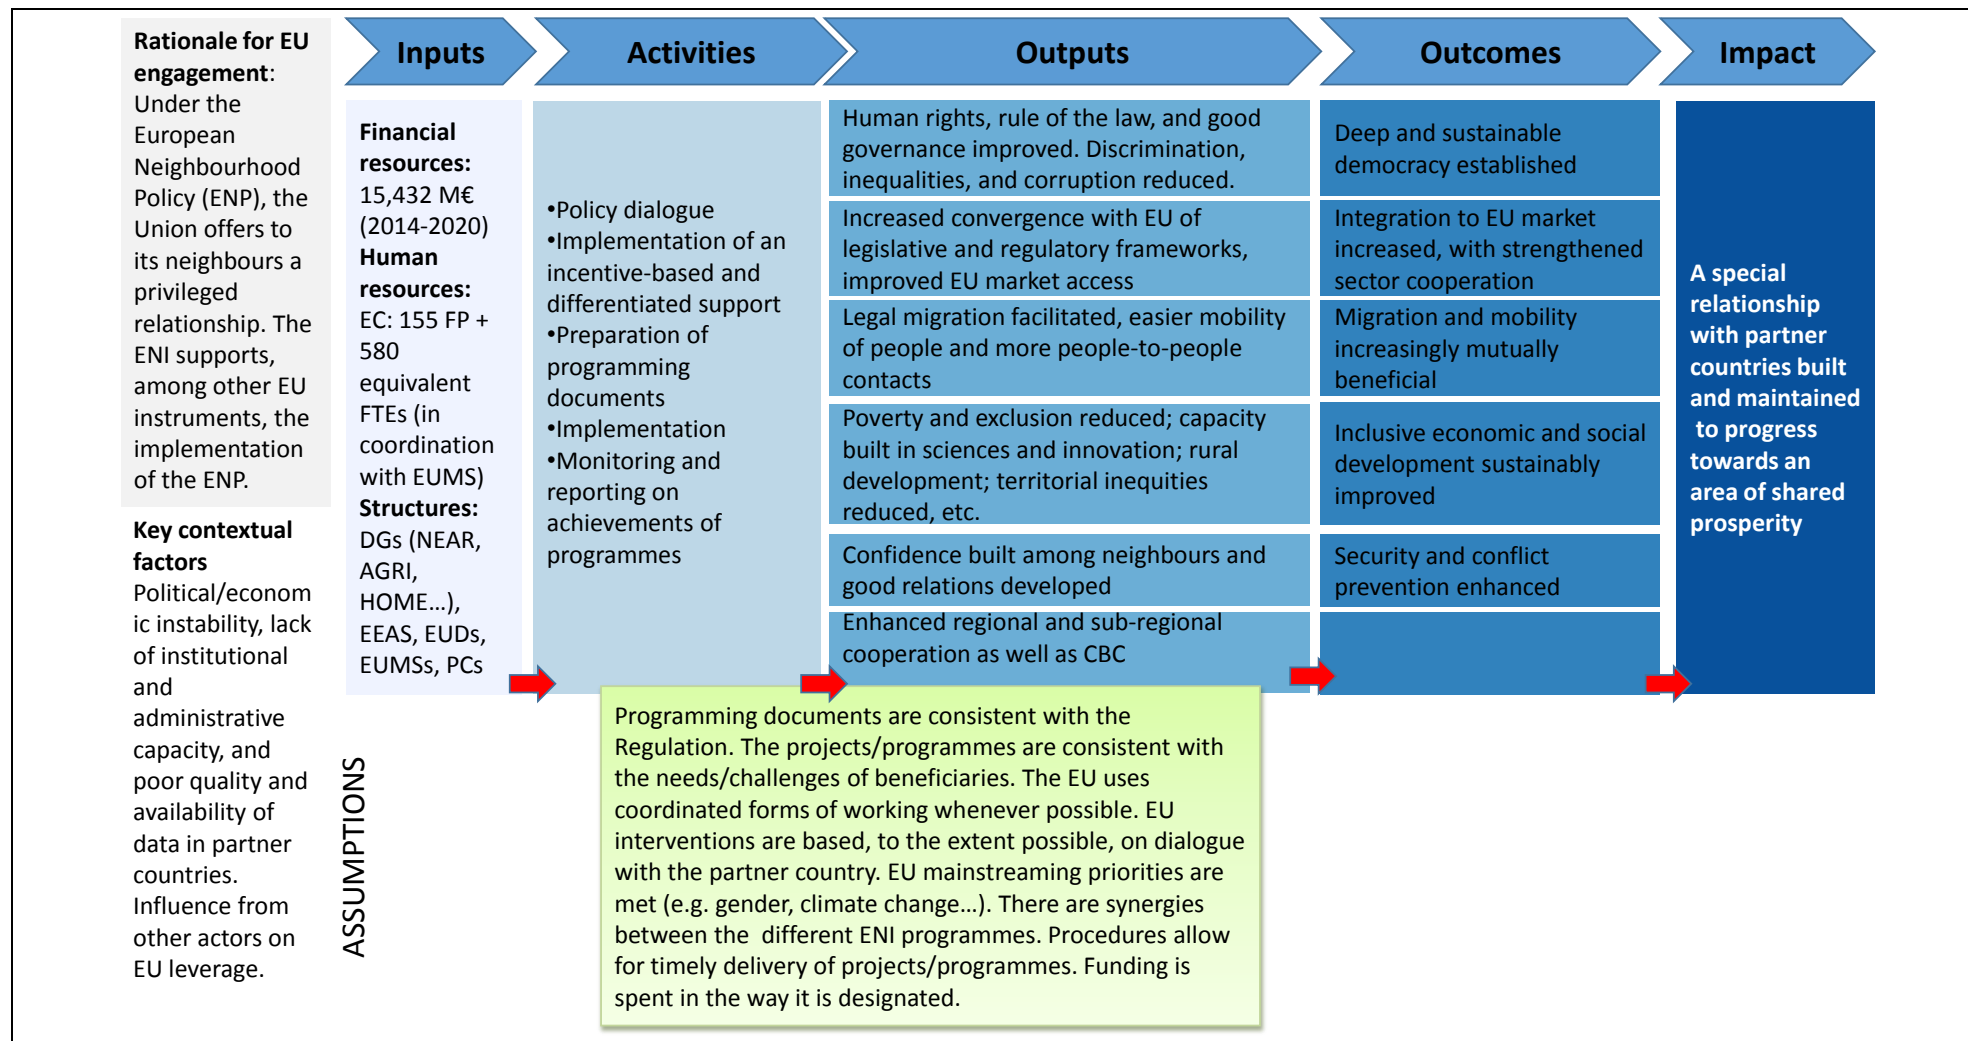 Rationale for EU
engagement:
Under the
European
Neighbourhood
Policy (ENP), the
Union offers to
its neighbours a
privileged
relationship. The
ENI supports,
among other EU
instruments, the
implementation
of the ENP.
Key contextual
factors
Political/econom
ic instability, lack
of institutional
and
administrative
capacity, and
poor quality and
availability of
data in partner
countries.
Influence from
other actors on
EU leverage.
Inputs
Financial
resources:
15,432 M€
(2014-2020)
Human
resources:
EC: 155 FP +
580
equivalent
FTEs (in
coordination
with EUMS)
Structures:
DGs (NEAR,
AGRI,
HOME...),
EEAS, EUDs,
EUMSs, PCs
Activities
•Policy dialogue
•Implementation of an
incentive-based and
differentiated support
•Preparation of
programming
documents
•Implementation
•Monitoring and
reporting on
achievements of
programmes
Outputs
Human rights, rule of the law, and good
governance improved. Discrimination,
inequalities, and corruption reduced.
Increased convergence with EU of
legislative and regulatory frameworks,
improved EU market access
Legal migration facilitated, easier mobility
of people and more people-to-people
contacts
Poverty and exclusion reduced; capacity
built in sciences and innovation; rural
development; territorial inequities
reduced, etc.
Confidence built among neighbours and
good relations developed
Enhanced regional and sub-regional
cooperation as well as CBC
Outcomes
Deep and sustainable
democracy established
Integration to EU market
increased, with strengthened
sector cooperation
Migration and mobility
increasingly mutually
beneficial
Inclusive economic and social
development sustainably
improved
Security and conflict
prevention enhanced
Impact
A special
relationship
with partner
countries built
and maintained
to progress
towards an
area of shared
prosperity
ASSUMPTIONS
Programming documents are consistent with the
Regulation. The projects/programmes are consistent with
the needs/challenges of beneficiaries. The EU uses
coordinated forms of working whenever possible. EU
interventions are based, to the extent possible, on dialogue
with the partner country. EU mainstreaming priorities are
met (e.g. gender, climate change...). There are synergies
between the  different ENI programmes. Procedures allow
for timely delivery of projects/programmes. Funding is
spent in the way it is designated.